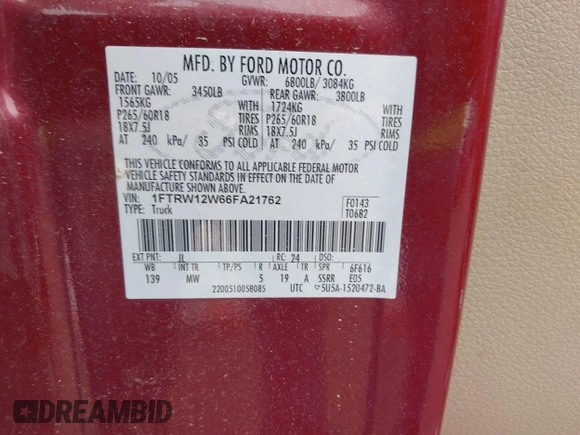 MFD. BY FORD MOTOR CO.
DATE: 10/05 GVWR: 6800LB/ 3084KG
FRONT GAWR: 3450LB REAR GAWR: 3800LB
1565KG WITH 1724KG WITH
P265/60R18 TIRES P265/60R18 TIRES
18X7.5J RIMS 18X7.5J RIMS
AT 240 kPa/ 35 PSI COLD AT 240 kPa/ 35 PSI COLD
THIS VEHICLE CONFORMS TO ALL APPLICABLE FEDERAL MOTOR
VEHICLE SAFETY STANDARDS IN EFFECT ON THE DATE OF
MANUFACTURE SHOWN ABOVE.
VIN: 1FTRW12W66FA21762 F0143
TYPE: Truck T0682
EXT PNT: JL RC: 24 DSO:
WB INT TR TP/PS R AXLE TR SPR 6F616
139 MW 5 19 A 5SRR E05
2200510058085 UTC 5U5A-1520472-BA
DREAMBID